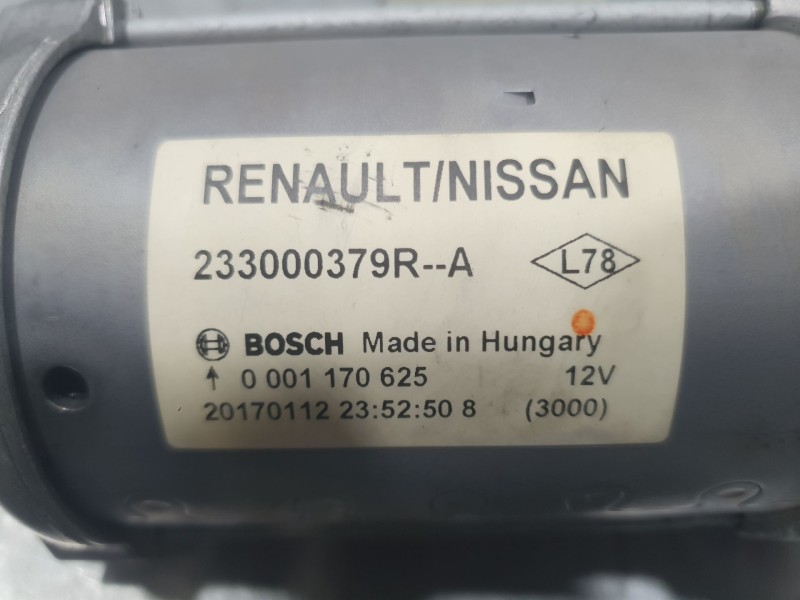 RENAULT/NISSAN
233000379R--A L78
BOSCH Made in Hungary
↑ 0 001 170 625 12V
20170112 23:52:50 8 (3000)